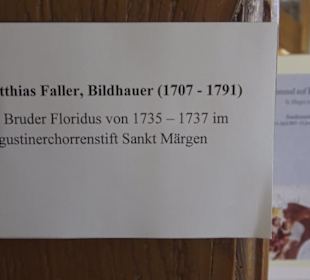 tthias Faller, Bildhauer (1707 - 1791)
Bruder Floridus von 1735 – 1737 im
gustinerchorrenstift Sankt Märgen